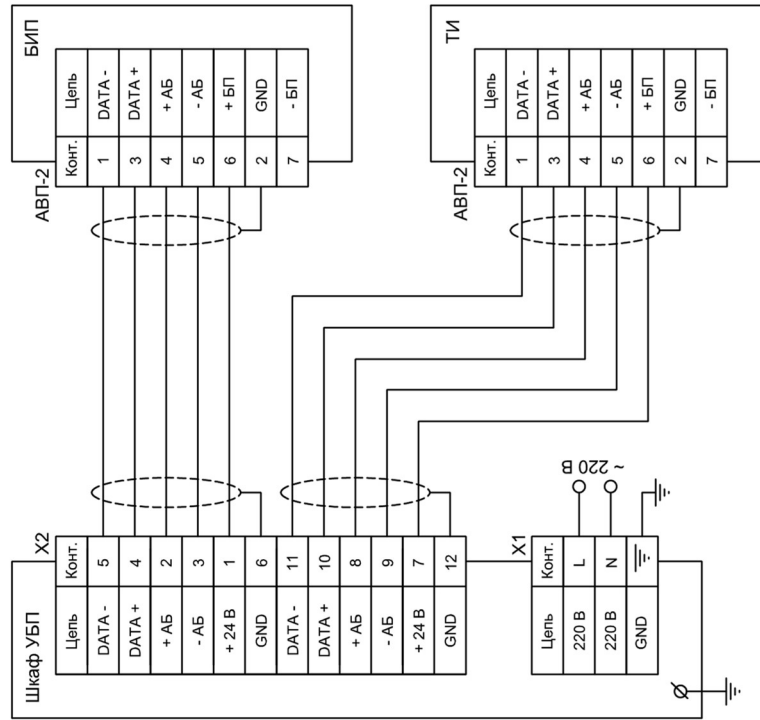 Шкаф УБП
X2
Цепь Конт.
DATA - 5
DATA + 4
+ АБ 2
- АБ 3
+ 24 В 1
GND 6
DATA - 11
DATA + 10
+ АБ 8
- АБ 9
+ 24 В 7
GND 12
X1
Цепь Конт.
220 В L
220 В N
GND
~ 220 В
БИП
АВП-2
Конт. Цепь
1 DATA -
3 DATA +
4 + АБ
5 - АБ
6 + БП
2 GND
7 - БП
ТИ
АВП-2
Конт. Цепь
1 DATA -
3 DATA +
4 + АБ
5 - АБ
6 + БП
2 GND
7 - БП